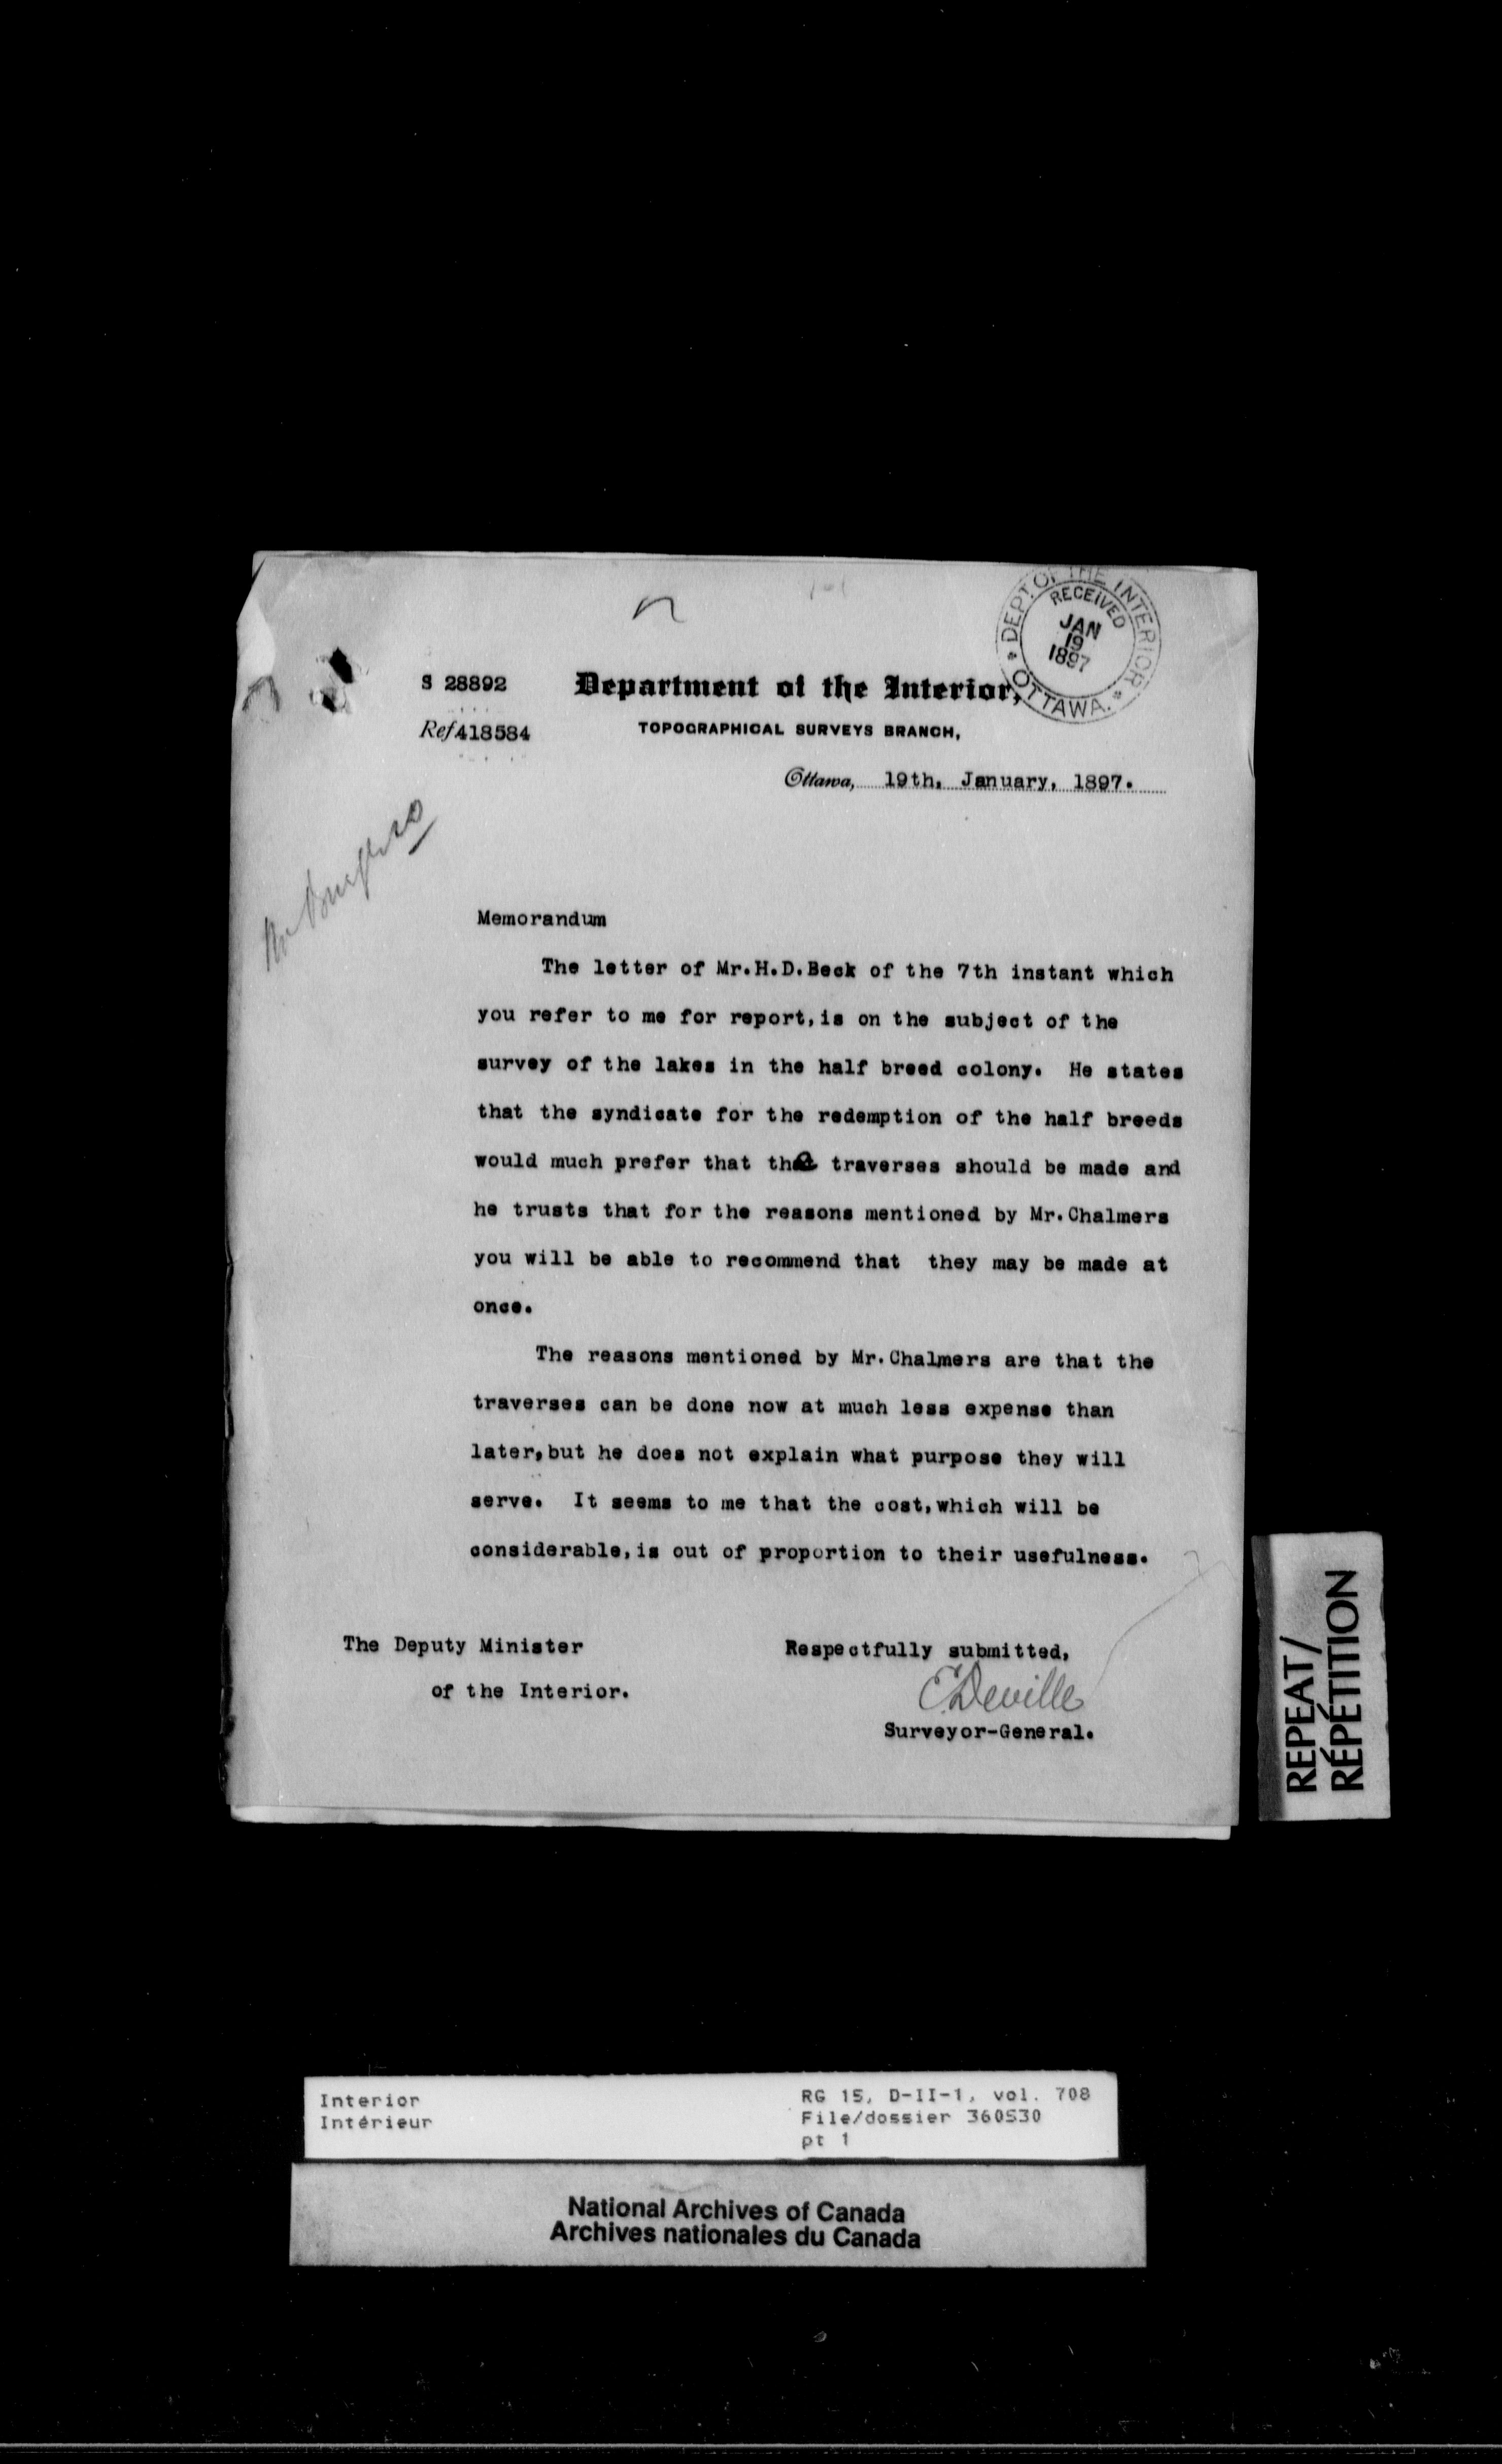 DEPT. OF THE INTERIOR
RECEIVED
JAN
19
1897
OTTAWA.
S 28892
Department of the Interior,
Ref 418584
TOPOGRAPHICAL SURVEYS BRANCH,
Ottawa, 19th, January, 1897.
Memorandum
The letter of Mr.H.D.Beck of the 7th instant which
you refer to me for report,is on the subject of the
survey of the lakes in the half breed colony. He states
that the syndicate for the redemption of the half breeds
would much prefer that the traverses should be made and
he trusts that for the reasons mentioned by Mr.Chalmers
you will be able to recommend that they may be made at
once.
The reasons mentioned by Mr.Chalmers are that the
traverses can be done now at much less expense than
later,but he does not explain what purpose they will
serve. It seems to me that the cost,which will be
considerable,is out of proportion to their usefulness.
The Deputy Minister
of the Interior.
Respectfully submitted,
E.Deville
Surveyor-General.
REPEAT/
RÉPÉTITION
Interior
Intérieur
RG 15, D-II-1, vol. 708
File/dossier 360530
pt 1
National Archives of Canada
Archives nationales du Canada